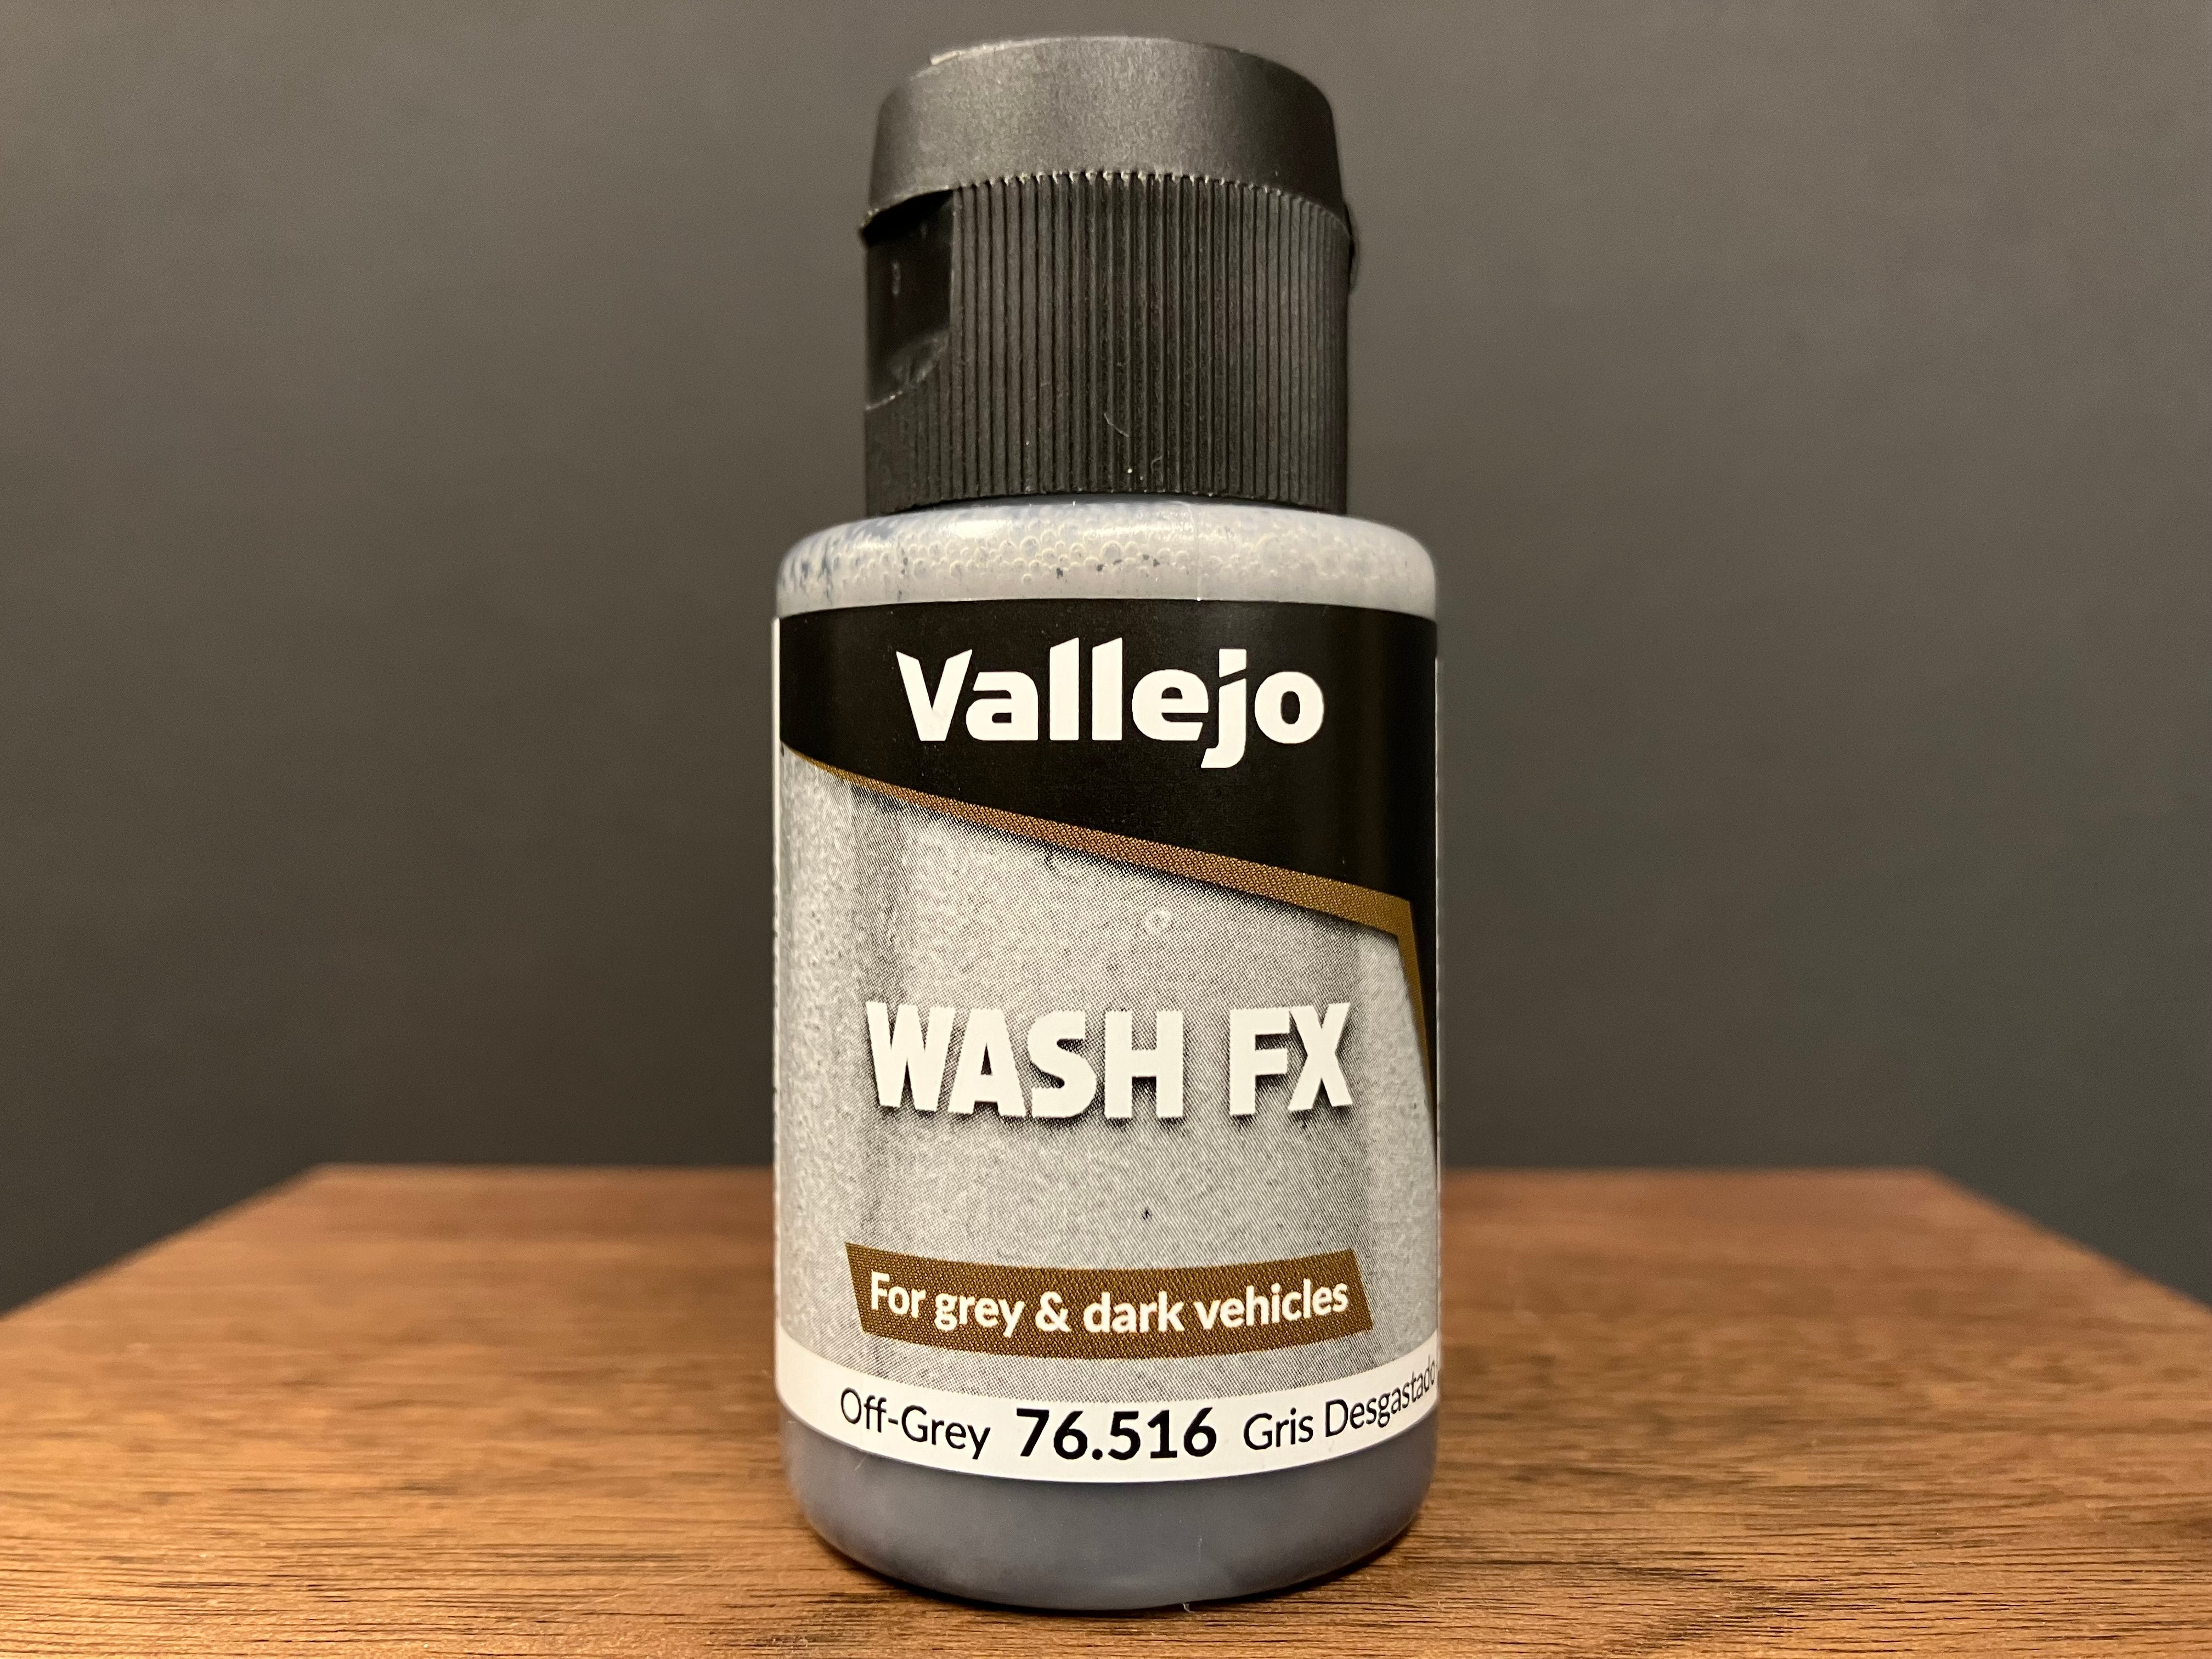 Vallejo
WASH FX
For grey & dark vehicles
Off-Grey 76.516 Gris Desgastado